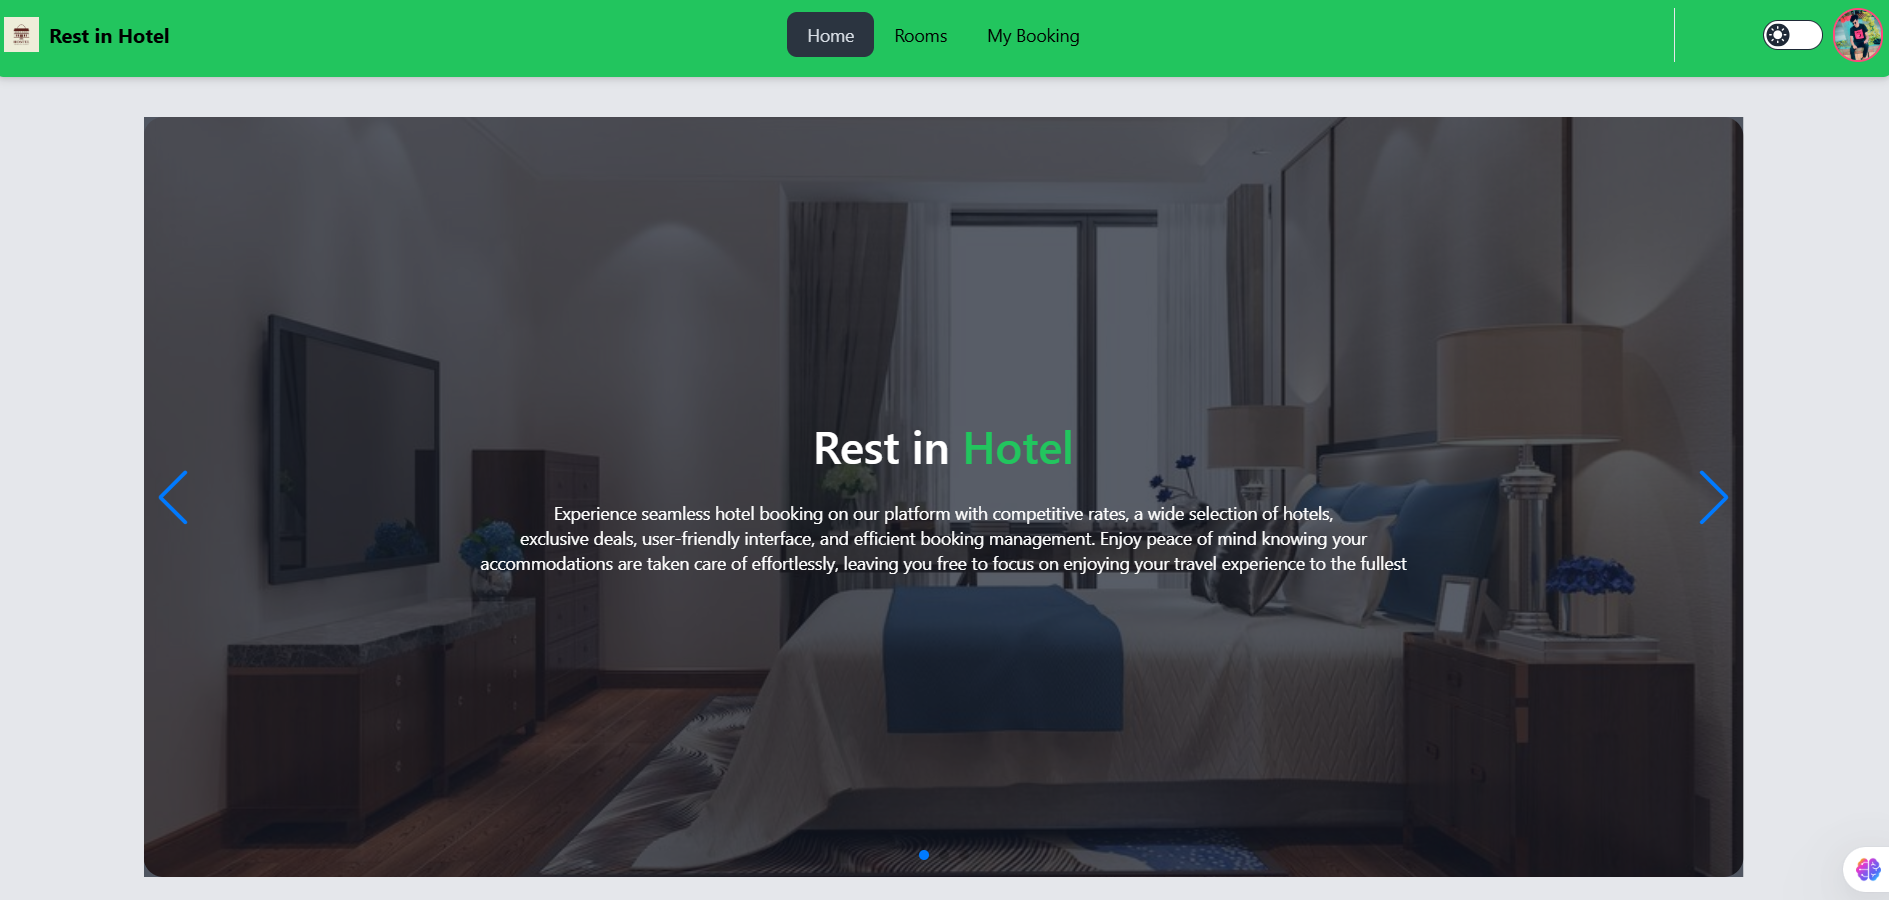 Rest in Hotel
Home
Rooms
My Booking
Rest in Hotel
Experience seamless hotel booking on our platform with competitive rates, a wide selection of hotels,
exclusive deals, user-friendly interface, and efficient booking management. Enjoy peace of mind knowing your
accommodations are taken care of effortlessly, leaving you free to focus on enjoying your travel experience to the fullest